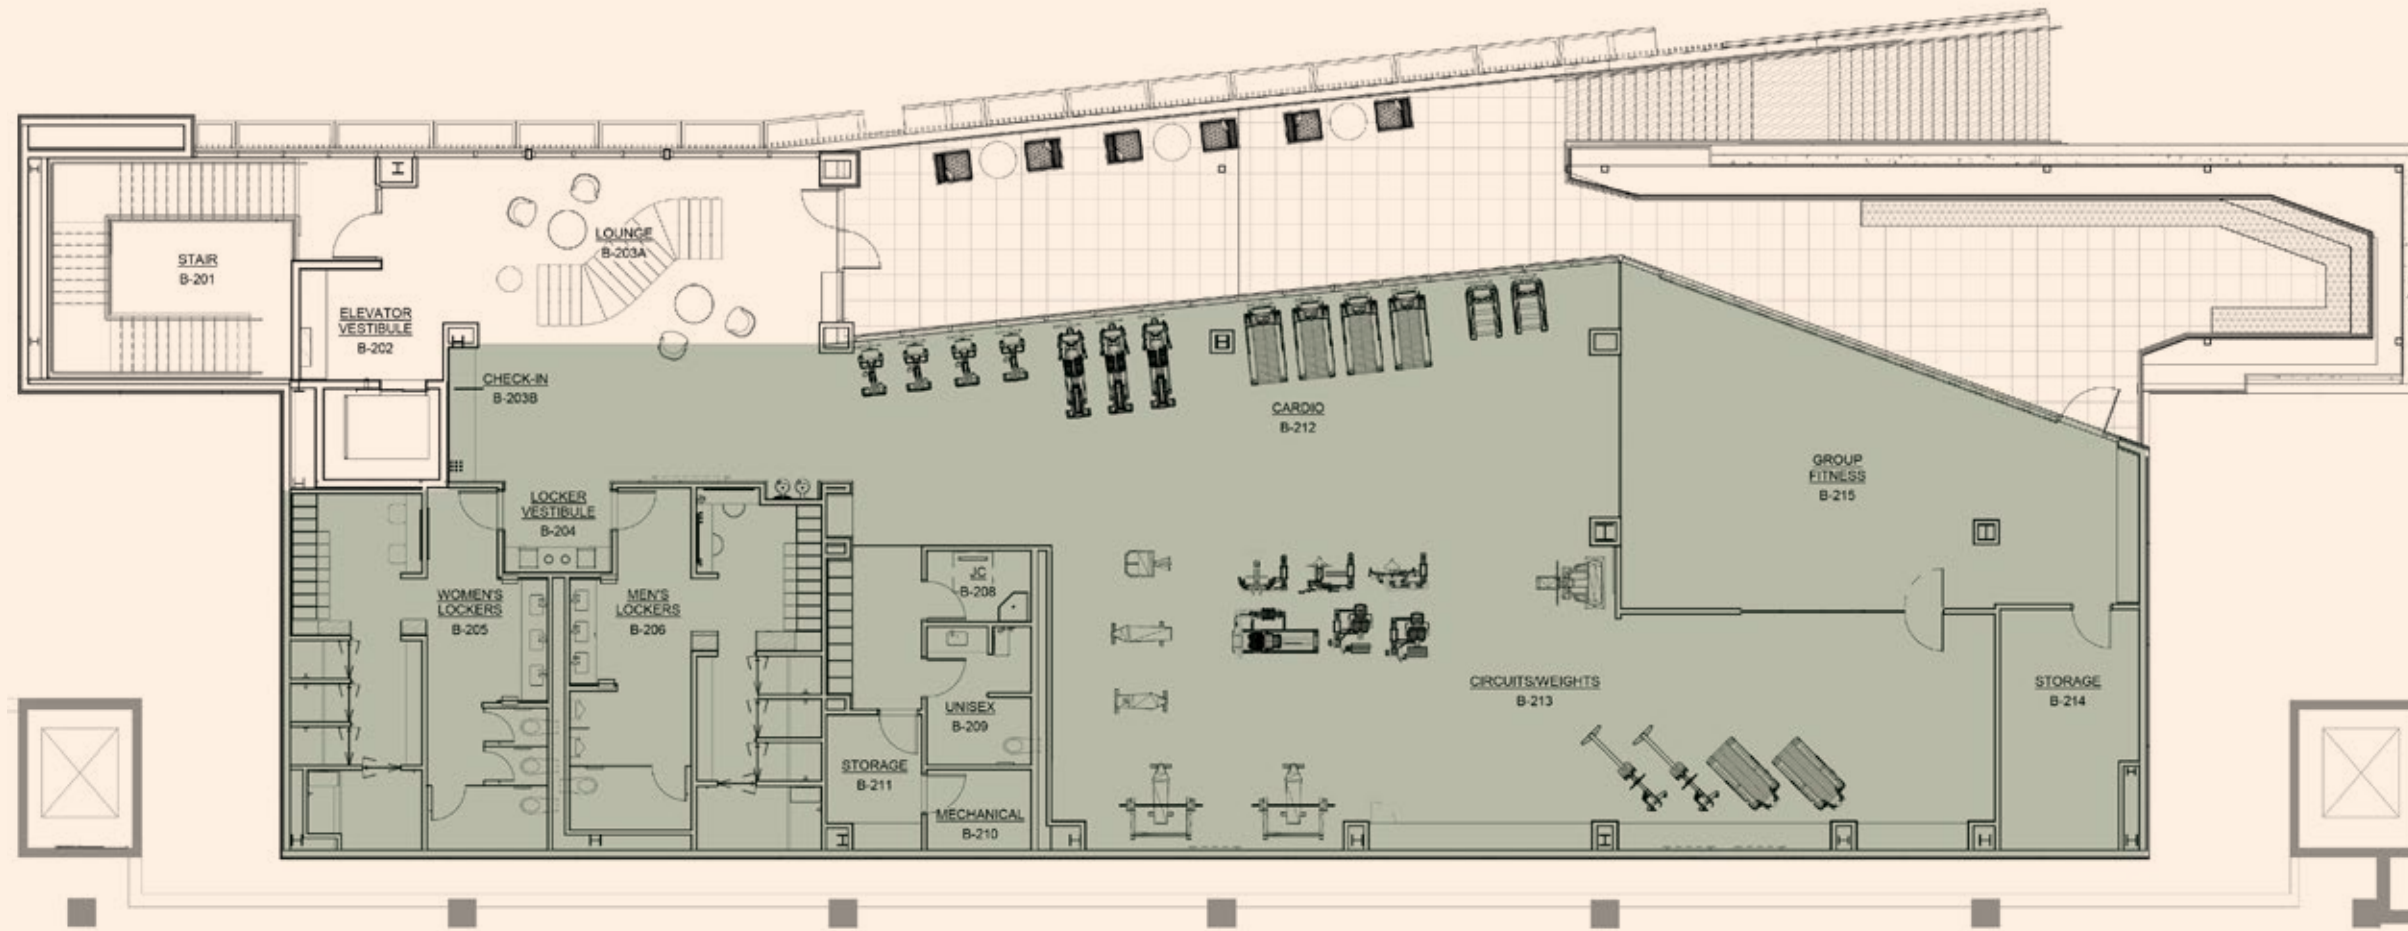 STAIR
B-201
ELEVATOR
VESTIBULE
B-202
LOUNGE
B-203A
CHECK-IN
B-203B
LOCKER
VESTIBULE
B-204
WOMEN'S
LOCKERS
B-205
MEN'S
LOCKERS
B-206
JC
B-208
UNISEX
B-209
STORAGE
B-211
MECHANICAL
B-210
CARDIO
B-212
CIRCUITS/WEIGHTS
B-213
GROUP
FITNESS
B-215
STORAGE
B-214